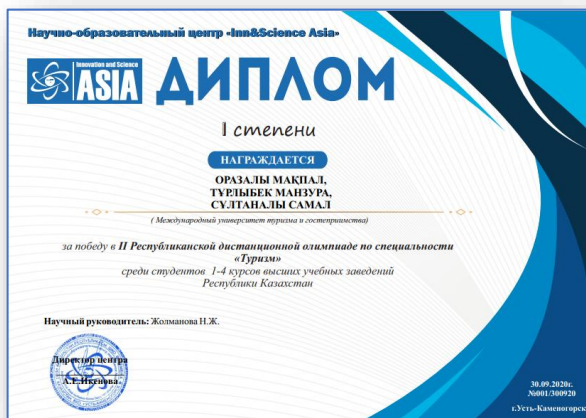 Научно-образовательный центр «Inn&Science Asia»
Innovation and Science
ASIA
ДИПЛОМ
I степени
НАГРАЖДАЕТСЯ
ОРАЗАЛЫ МАҚПАЛ,
ТҰРЛЫБЕК МАНЗУРА,
СҰЛТАНАЛЫ САМАЛ
( Международный университет туризма и гостеприимства)
за победу в II Республиканской дистанционной олимпиаде по специальности
«Туризм»
среди студентов 1-4 курсов высших учебных заведений
Республики Казахстан
Научный руководитель: Жолманова Н.Ж.
Директор центра
А.Е.Икенова
30.09.2020г.
№001/300920
г.Усть-Каменогорск